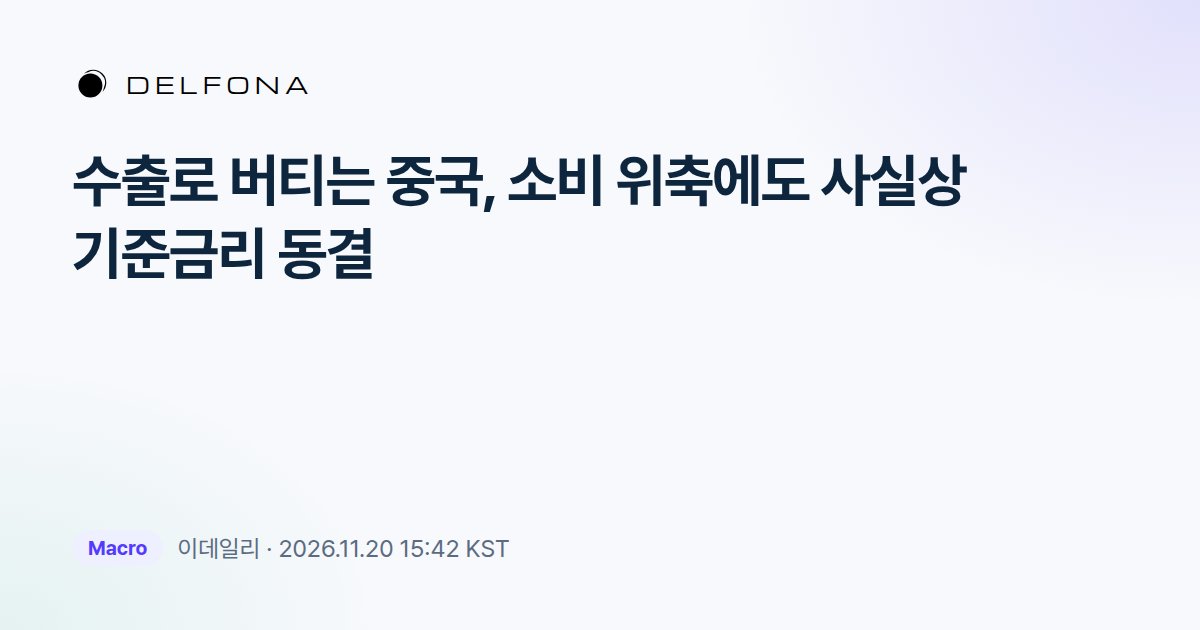 DELFONA
수출로 버티는 중국, 소비 위축에도 사실상
기준금리 동결
Macro 이데일리 · 2026.11.20 15:42 KST